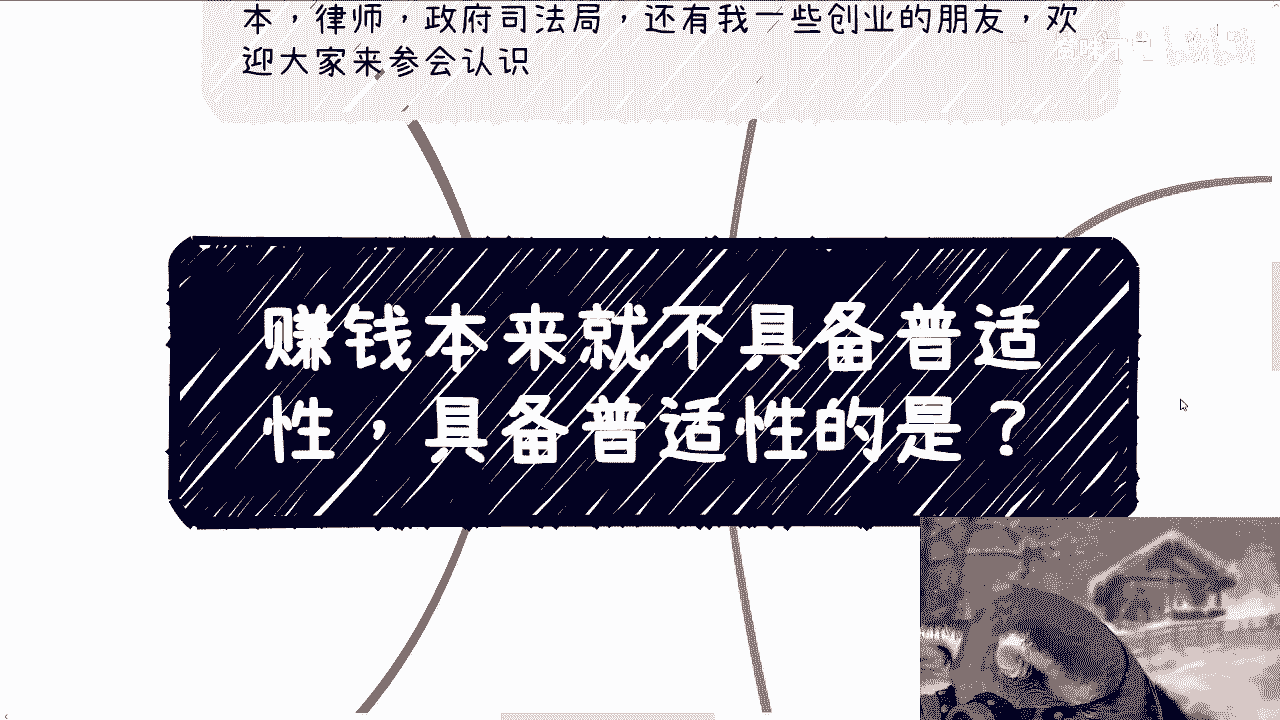 本，律师，政府司法局，还有我一些创业的朋友，欢
迎大家来参会认识
赚钱本来就不具备普适
性，具备普适性的是？